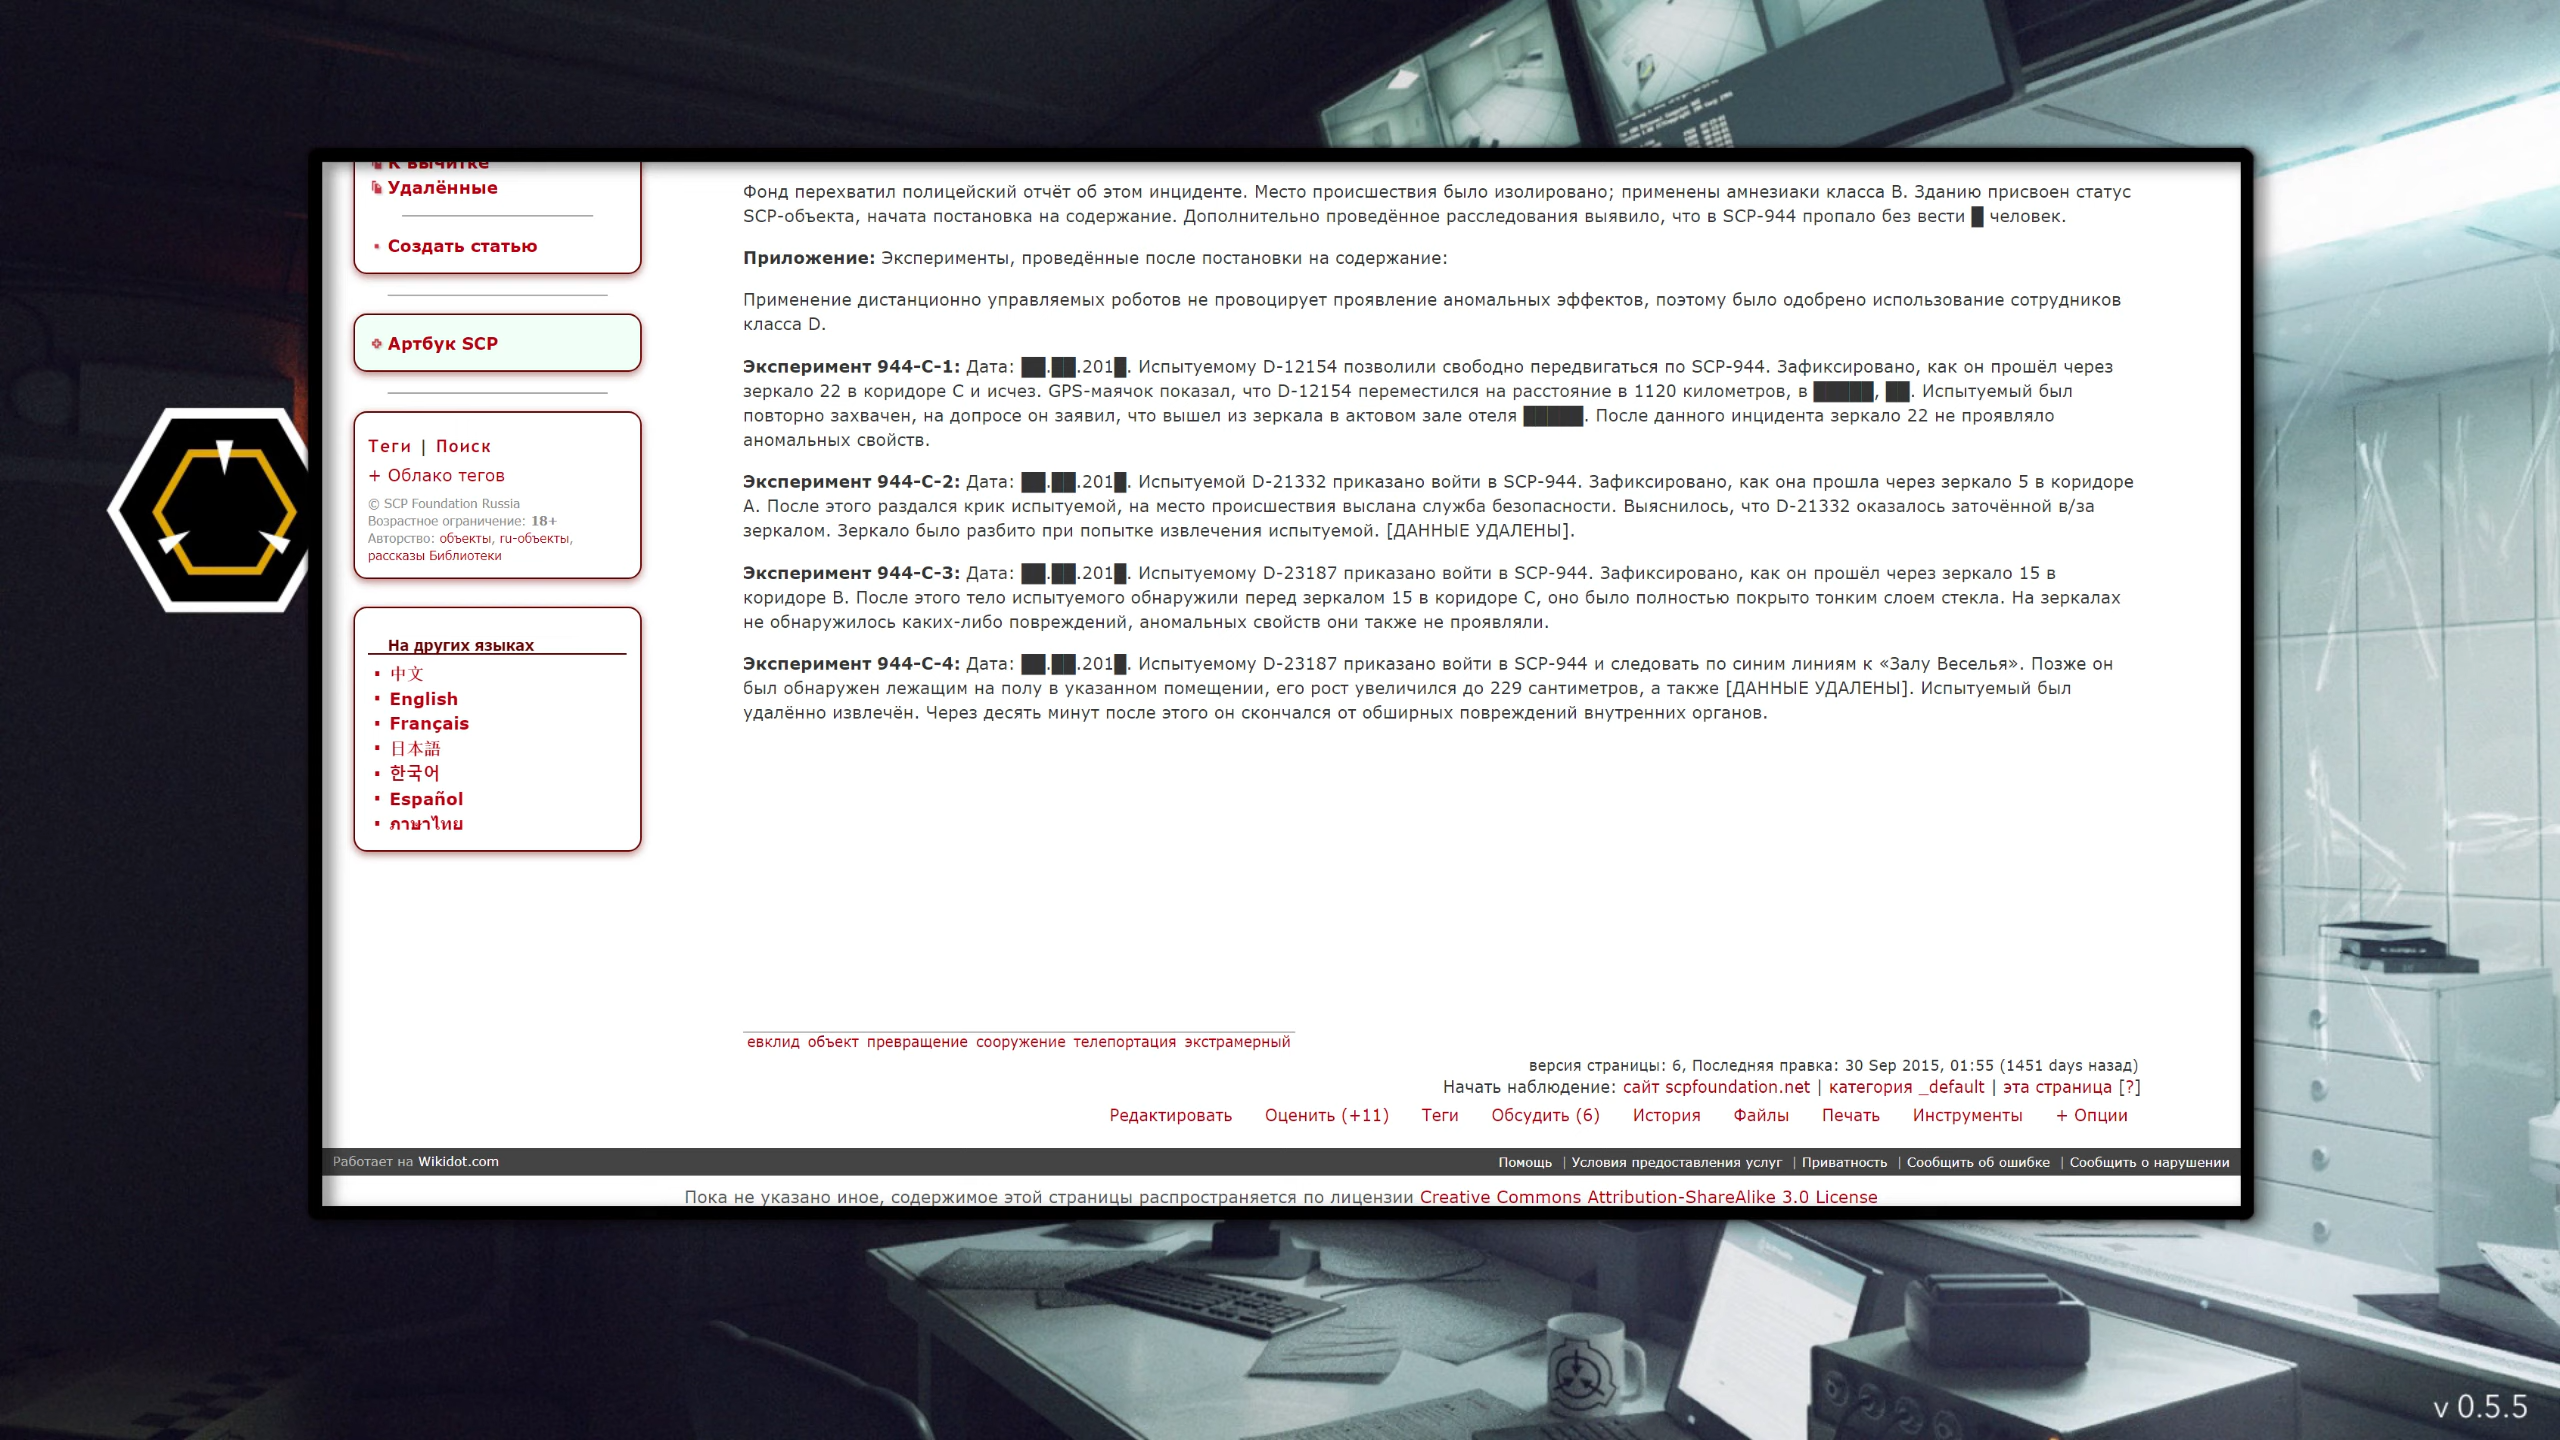 К вычитке
Удалённые
Создать статью
Артбук SCP
Теги | Поиск
+ Облако тегов
© SCP Foundation Russia
Возрастное ограничение: 18+
Авторство: объекты, ru-объекты,
рассказы Библиотеки
На других языках
中文
English
Français
日本語
한국어
Español
ภาษาไทย
Фонд перехватил полицейский отчёт об этом инциденте. Место происшествия было изолировано; применены амнезиаки класса B. Зданию присвоен статус
SCP-объекта, начата постановка на содержание. Дополнительно проведённое расследования выявило, что в SCP-944 пропало без вести █ человек.
Приложение: Эксперименты, проведённые после постановки на содержание:
Применение дистанционно управляемых роботов не провоцирует проявление аномальных эффектов, поэтому было одобрено использование сотрудников
класса D.
Эксперимент 944-С-1: Дата: ██.██.201█. Испытуемому D-12154 позволили свободно передвигаться по SCP-944. Зафиксировано, как он прошёл через
зеркало 22 в коридоре C и исчез. GPS-маячок показал, что D-12154 переместился на расстояние в 1120 километров, в █████, ██. Испытуемый был
повторно захвачен, на допросе он заявил, что вышел из зеркала в актовом зале отеля █████. После данного инцидента зеркало 22 не проявляло
аномальных свойств.
Эксперимент 944-С-2: Дата: ██.██.201█. Испытуемой D-21332 приказано войти в SCP-944. Зафиксировано, как она прошла через зеркало 5 в коридоре
A. После этого раздался крик испытуемой, на место происшествия выслана служба безопасности. Выяснилось, что D-21332 оказалось заточённой в/за
зеркалом. Зеркало было разбито при попытке извлечения испытуемой. [ДАННЫЕ УДАЛЕНЫ].
Эксперимент 944-С-3: Дата: ██.██.201█. Испытуемому D-23187 приказано войти в SCP-944. Зафиксировано, как он прошёл через зеркало 15 в
коридоре B. После этого тело испытуемого обнаружили перед зеркалом 15 в коридоре C, оно было полностью покрыто тонким слоем стекла. На зеркалах
не обнаружилось каких-либо повреждений, аномальных свойств они также не проявляли.
Эксперимент 944-С-4: Дата: ██.██.201█. Испытуемому D-23187 приказано войти в SCP-944 и следовать по синим линиям к «Залу Веселья». Позже он
был обнаружен лежащим на полу в указанном помещении, его рост увеличился до 229 сантиметров, а также [ДАННЫЕ УДАЛЕНЫ]. Испытуемый был
удалённо извлечён. Через десять минут после этого он скончался от обширных повреждений внутренних органов.
евклид объект превращение сооружение телепортация экстрамерный
версия страницы: 6, Последняя правка: 30 Sep 2015, 01:55 (1451 days назад)
Начать наблюдение: сайт scpfoundation.net | категория _default | эта страница [?]
Редактировать Оценить (+11) Теги Обсудить (6) История Файлы Печать Инструменты + Опции
Работает на Wikidot.com
Помощь | Условия предоставления услуг | Приватность | Сообщить об ошибке | Сообщить о нарушении
Пока не указано иное, содержимое этой страницы распространяется по лицензии Creative Commons Attribution-ShareAlike 3.0 License
v 0.5.5